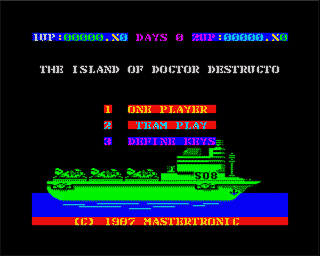 1UP:00000.X0 DAYS 0 2UP:00000.X0
THE ISLAND OF DOCTOR DESTRUCTO
1 ONE PLAYER
2 TEAM PLAY
3 DEFINE KEYS
S08
(C) 1987 MASTERTRONIC